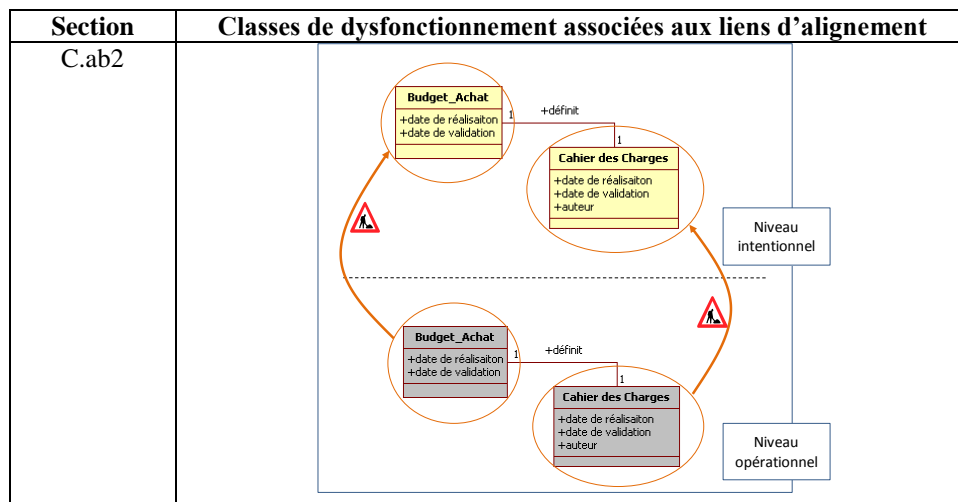 Section
Classes de dysfonctionnement associées aux liens d’alignement
C.ab2
Budget_Achat
+date de réalisaiton
+date de validation
1
+définit
1
Cahier des Charges
+date de réalisaiton
+date de validation
+auteur
Niveau
intentionnel
Budget_Achat
+date de réalisaiton
+date de validation
1
+définit
1
Cahier des Charges
+date de réalisaiton
+date de validation
+auteur
Niveau
opérationnel